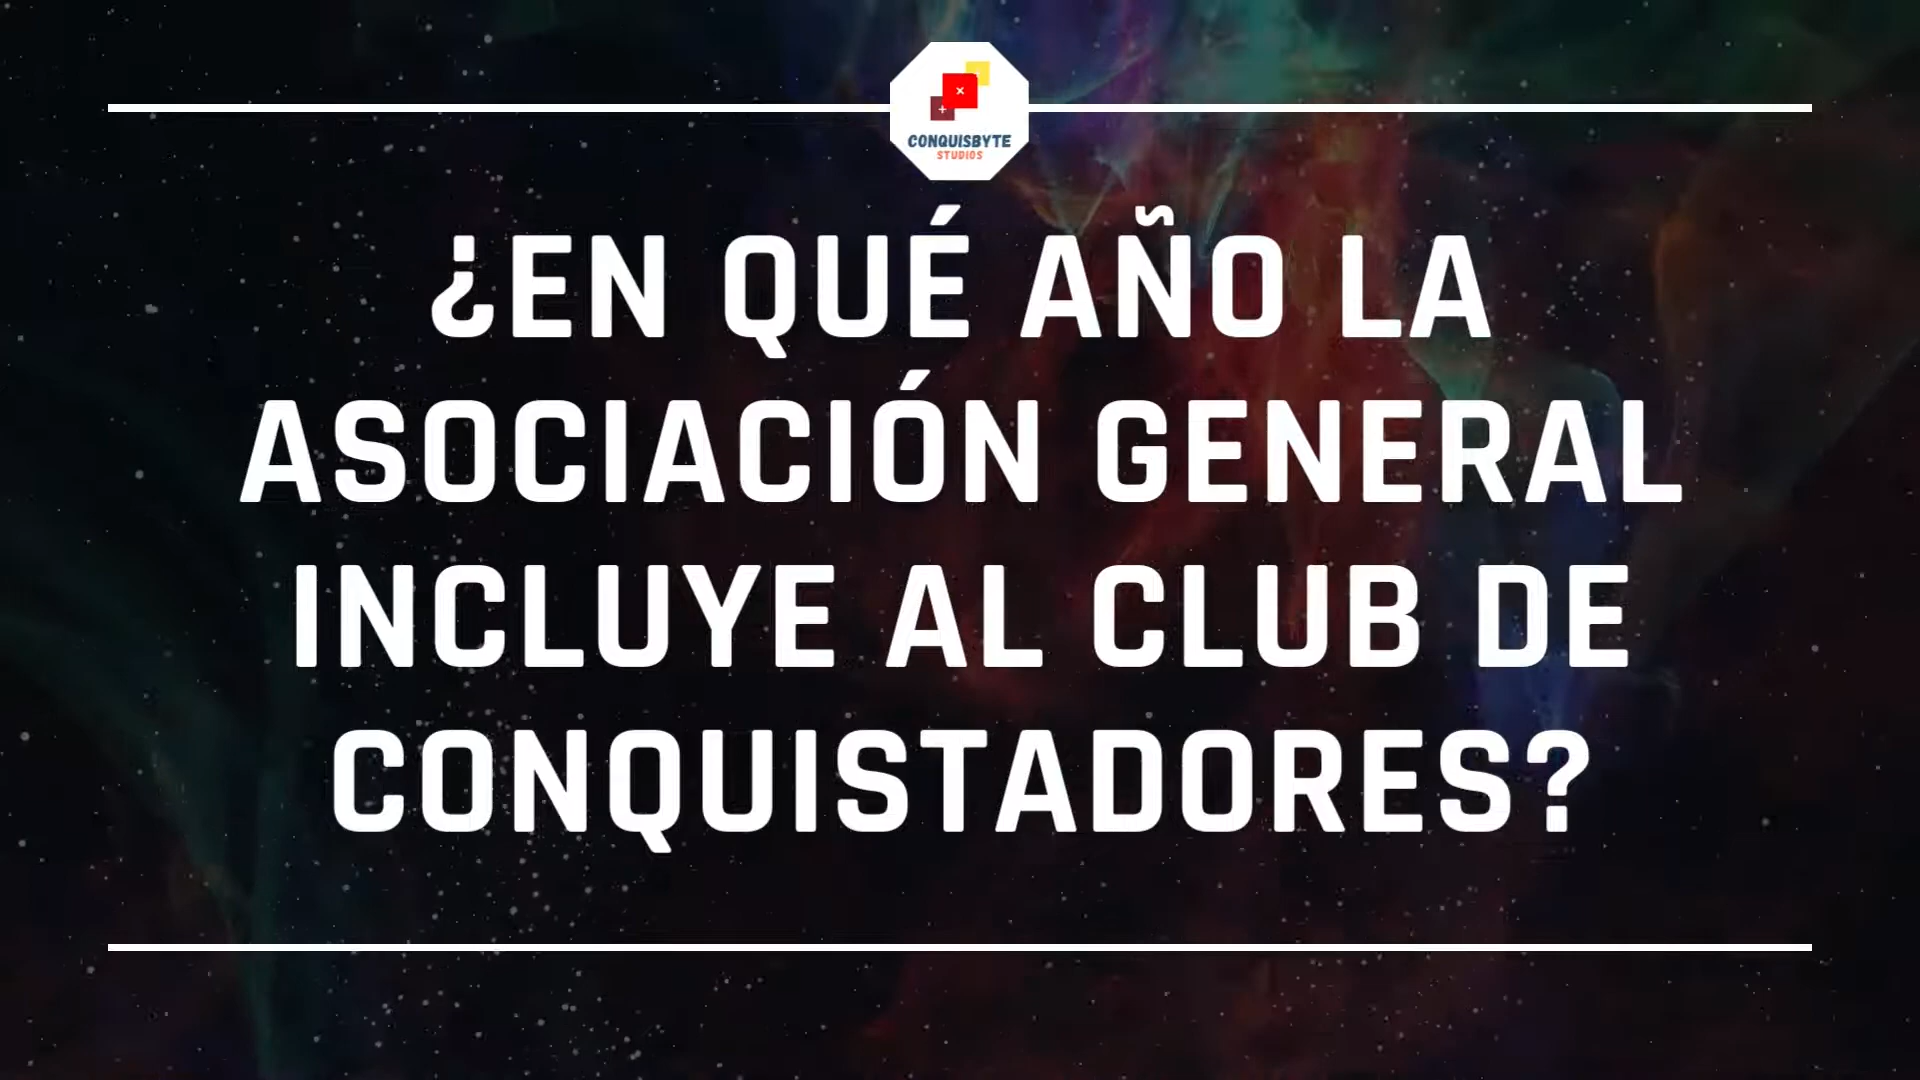 CONQUISBYTE
STUDIOS
¿EN QUÉ AÑO LA
ASOCIACIÓN GENERAL
INCLUYE AL CLUB DE
CONQUISTADORES?